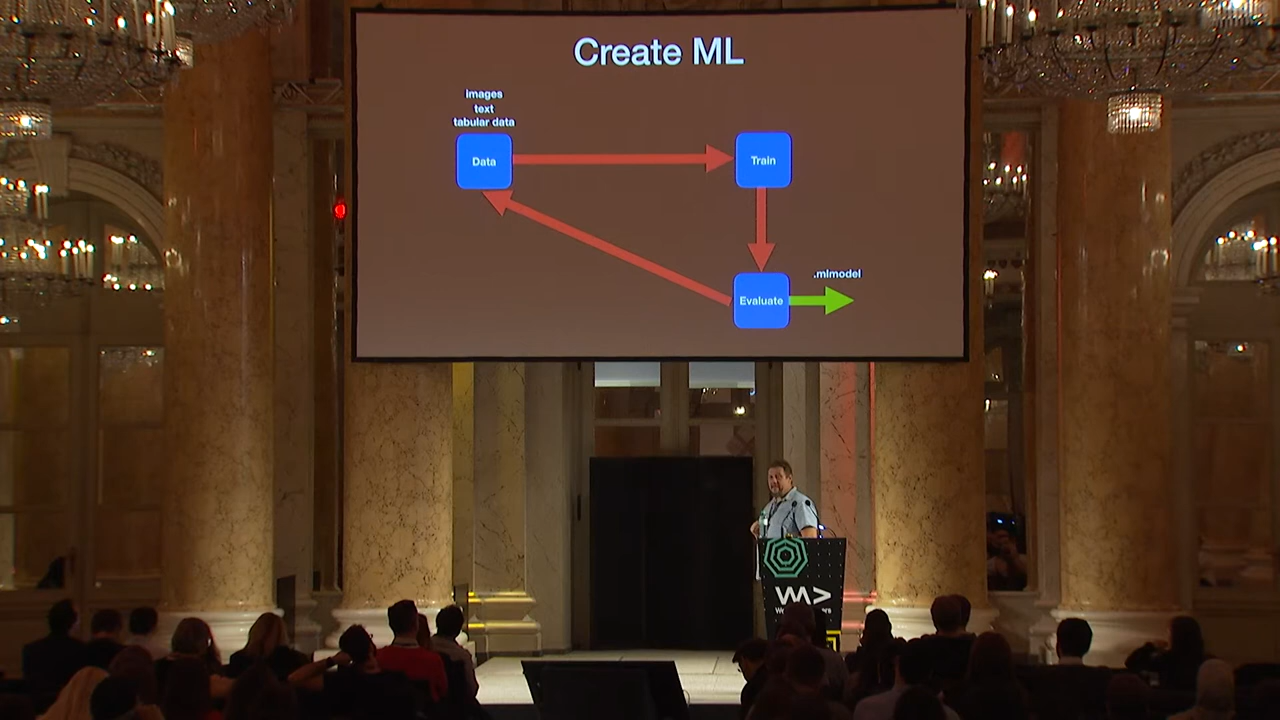 Create ML
images
text
tabular data
Data
Train
.mlmodel
Evaluate